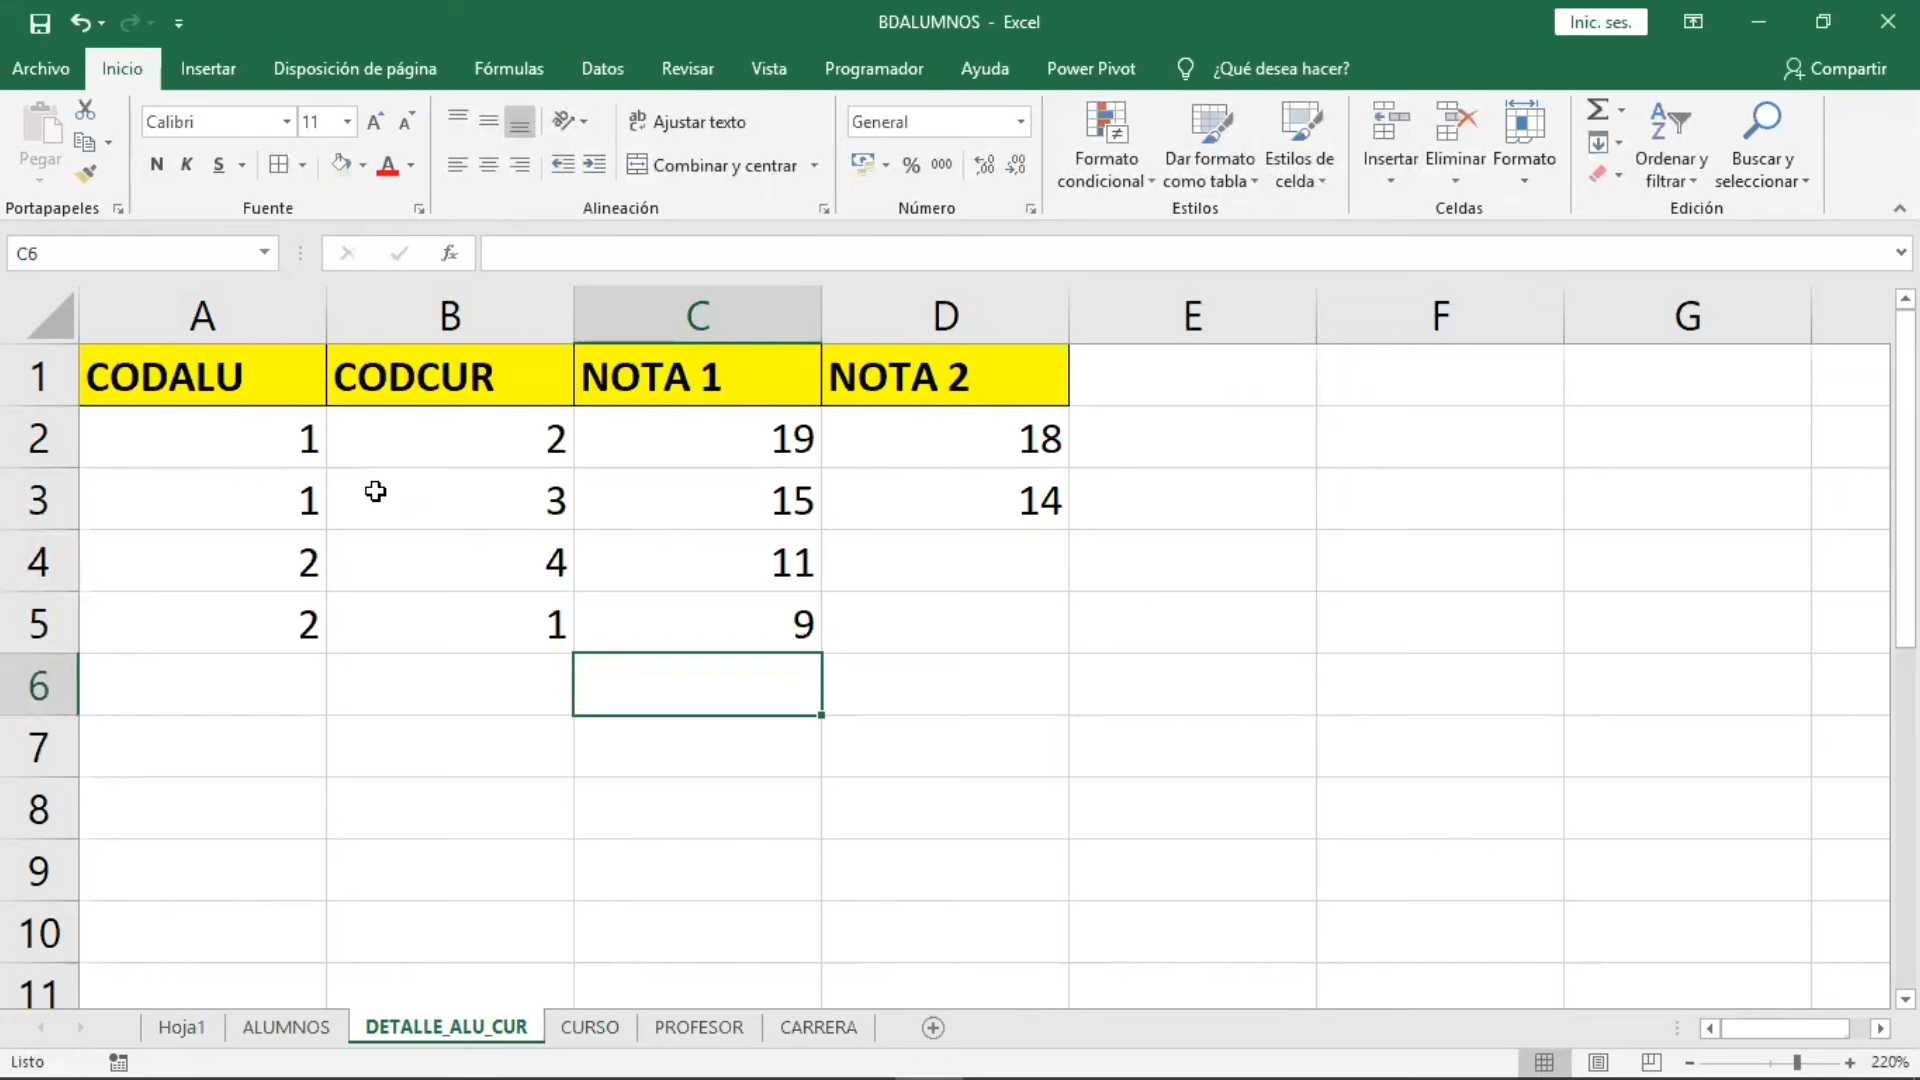 BDALUMNOS - Excel
Inic. ses.
Archivo Inicio Insertar Disposición de página Fórmulas Datos Revisar Vista Programador Ayuda Power Pivot ¿Qué desea hacer? Compartir
Calibri 11 Ajustar texto General
Pegar N K S Combinar y centrar % 000 Formato condicional Dar formato como tabla Estilos de celda Insertar Eliminar Formato Ordenar y filtrar Buscar y seleccionar
Portapapeles Fuente Alineación Número Estilos Celdas Edición
C6 fx
A B C D E F G
1 CODALU CODCUR NOTA 1 NOTA 2
2 1 2 19 18
3 1 3 15 14
4 2 4 11
5 2 1 9
6
7
8
9
10
11
Hoja1 ALUMNOS DETALLE_ALU_CUR CURSO PROFESOR CARRERA
Listo 220%